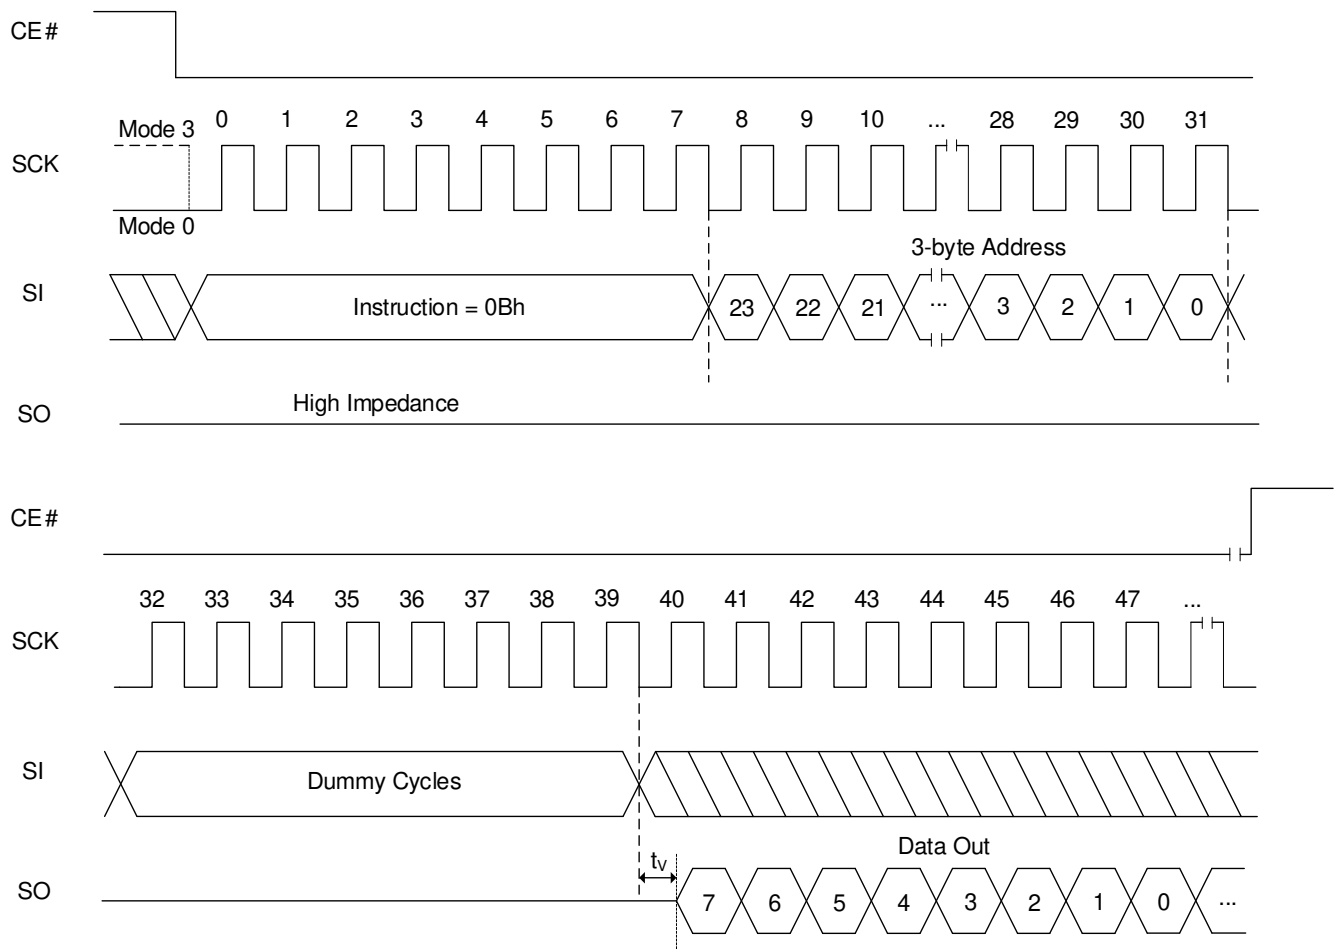 CE#
Mode 3 0 1 2 3 4 5 6 7 8 9 10 ... 28 29 30 31
SCK
Mode 0
3-byte Address
SI Instruction = 0Bh 23 22 21 ... 3 2 1 0
SO High Impedance
CE#
32 33 34 35 36 37 38 39 40 41 42 43 44 45 46 47 ...
SCK
SI Dummy Cycles
Data Out
tV
SO 7 6 5 4 3 2 1 0 ...